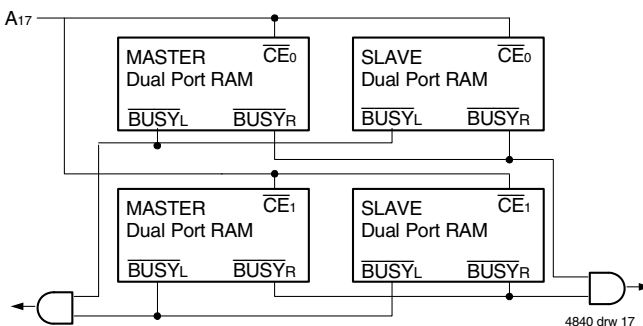 A17
MASTER CE0
Dual Port RAM
BUSYL BUSYR
SLAVE CE0
Dual Port RAM
BUSYL BUSYR
MASTER CE1
Dual Port RAM
BUSYL BUSYR
SLAVE CE1
Dual Port RAM
BUSYL BUSYR
4840 drw 17